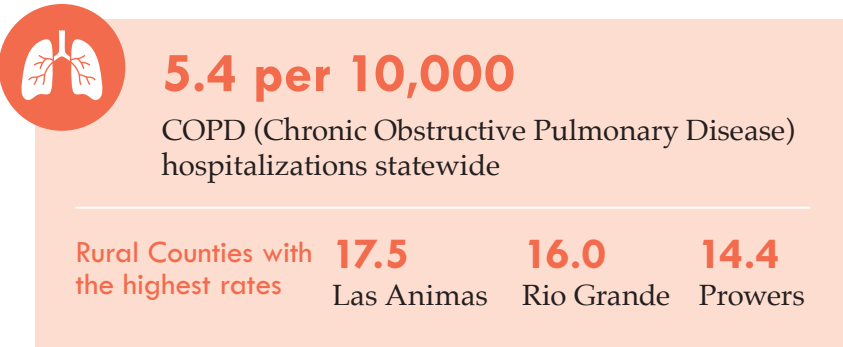 5.4 per 10,000
COPD (Chronic Obstructive Pulmonary Disease)
hospitalizations statewide
Rural Counties with
the highest rates
17.5
Las Animas
16.0
Rio Grande
14.4
Prowers